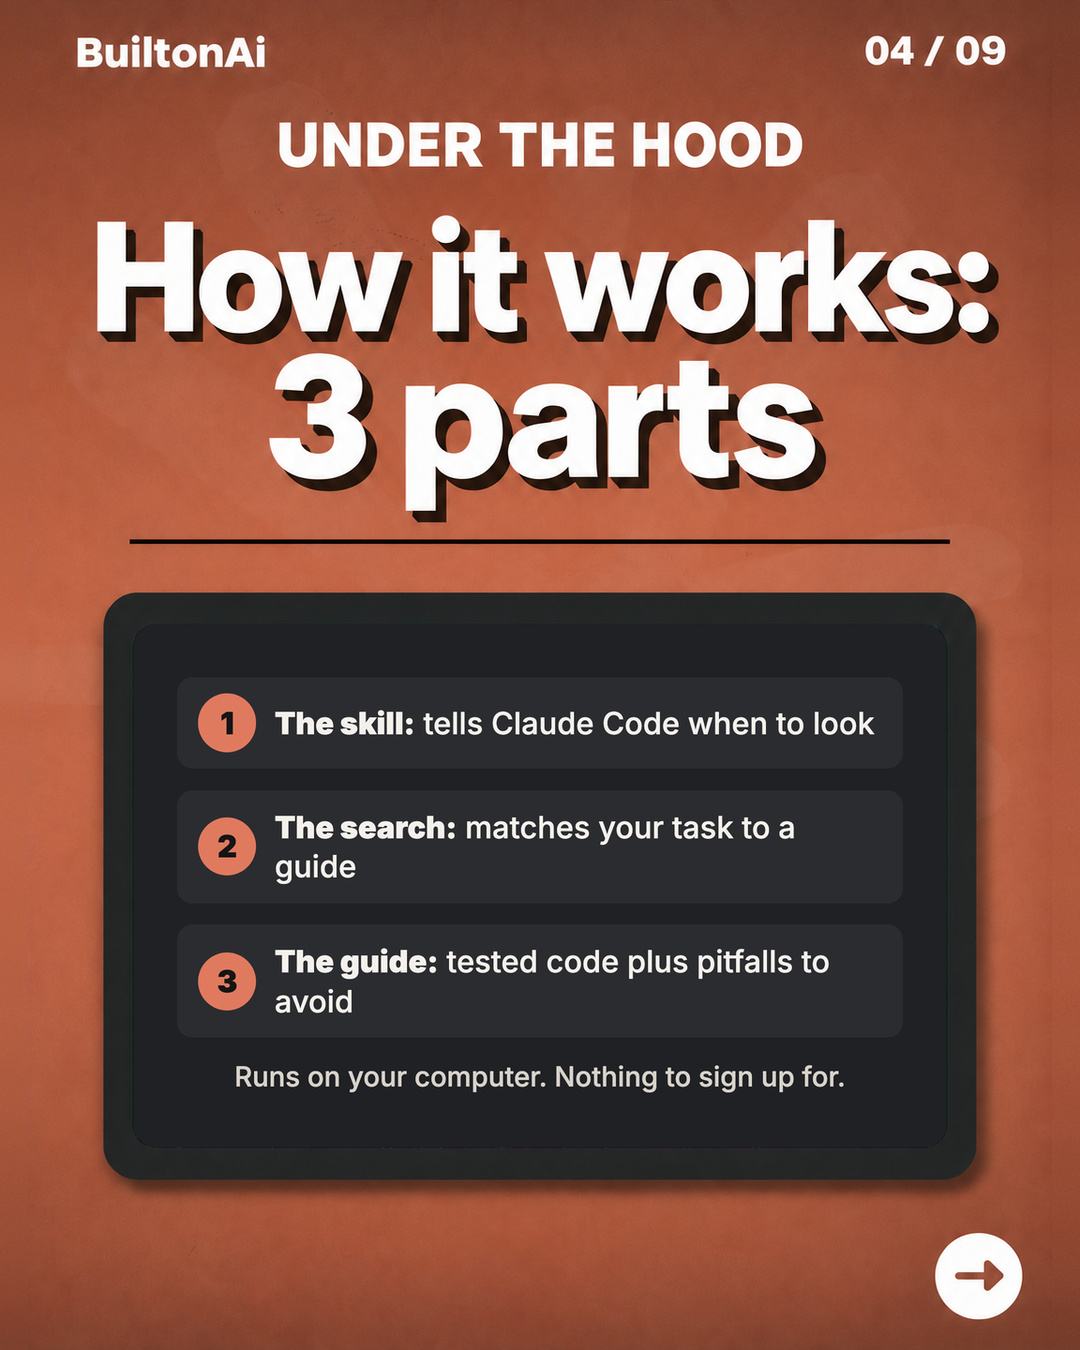 BuiltonAi
04 / 09
UNDER THE HOOD
How it works:
3 parts
1 The skill: tells Claude Code when to look
2 The search: matches your task to a
guide
3 The guide: tested code plus pitfalls to
avoid
Runs on your computer. Nothing to sign up for.